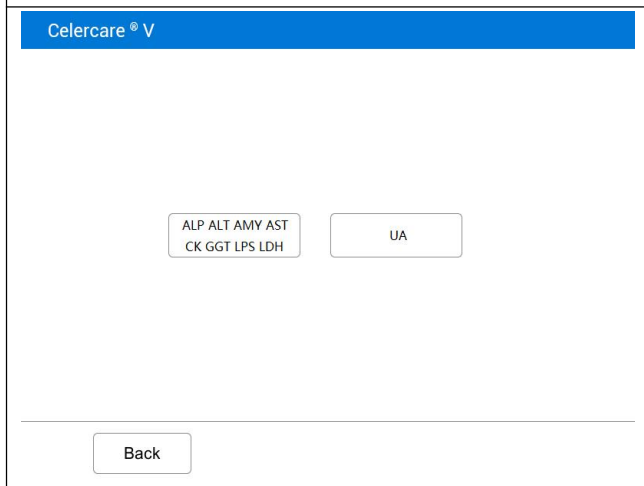 Celercare ® V
ALP ALT AMY AST
CK GGT LPS LDH
UA
Back